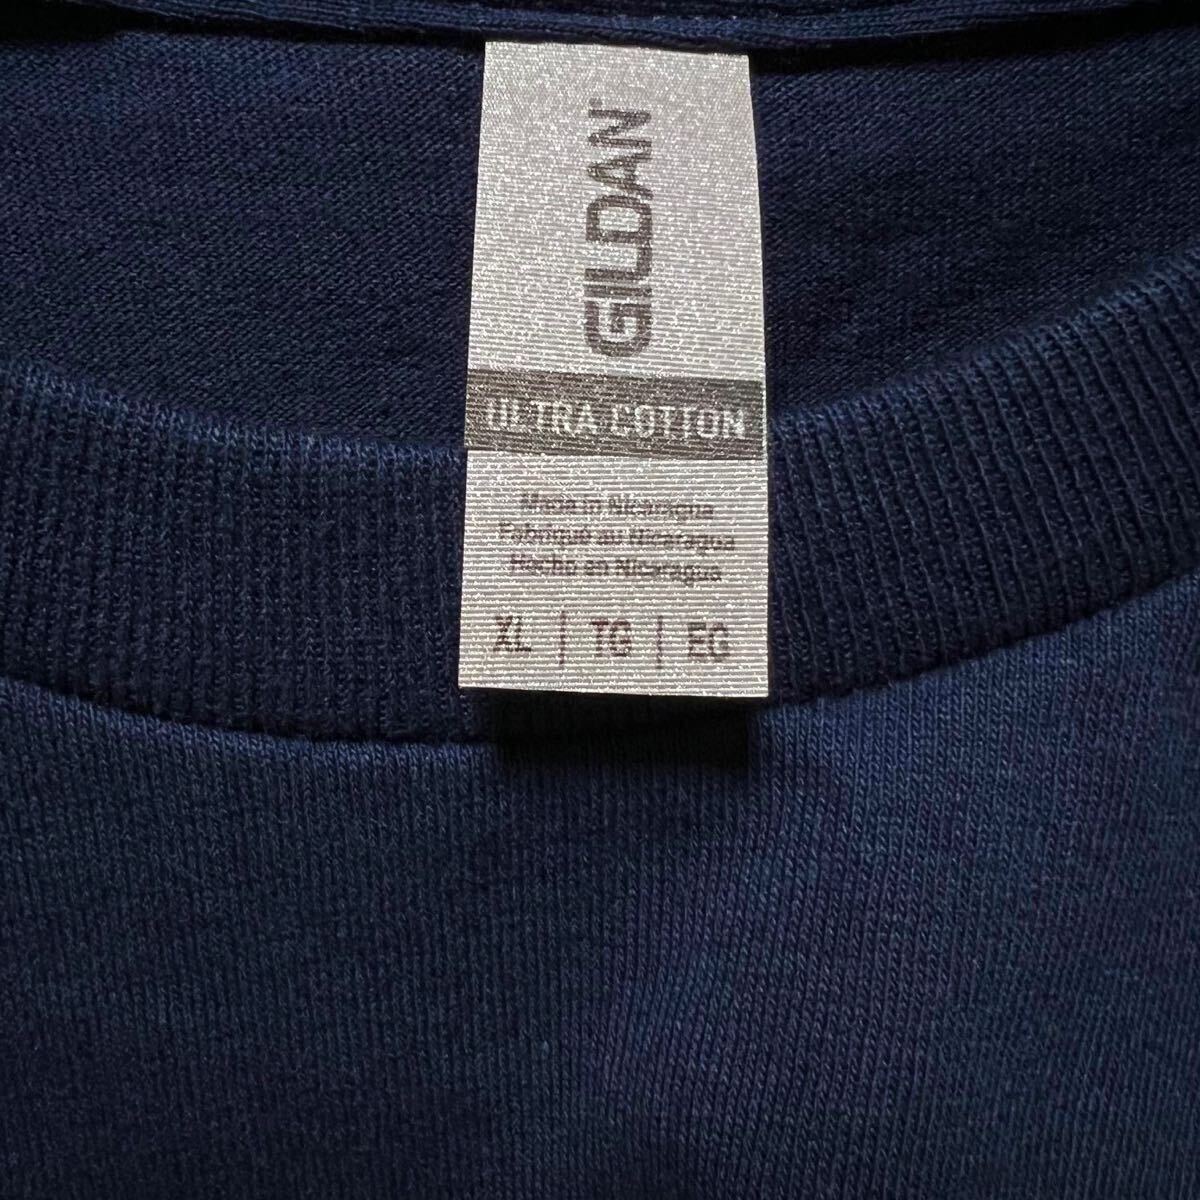 GILDAN
ULTRA COTTON
Made in Nicaragua
Fabriqué au Nicaragua
Hecho en Nicaragua
XL | TG | EG